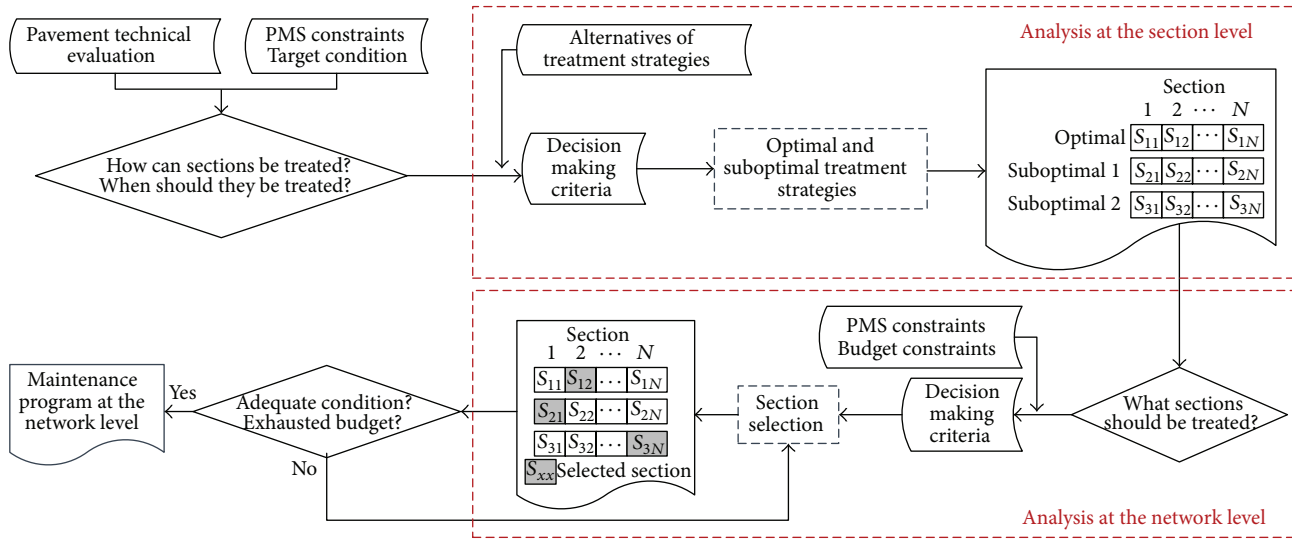 Pavement technical
evaluation
PMS constraints
Target condition
How can sections be treated?
When should they be treated?
Analysis at the section level
Alternatives of
treatment strategies
Decision
making
criteria
Optimal and
suboptimal treatment
strategies
Section
1 2 ··· N
Optimal S11 S12 ··· S1N
Suboptimal 1 S21 S22 ··· S2N
Suboptimal 2 S31 S32 ··· S3N
PMS constraints
Budget constraints
What sections
should be treated?
Decision
making
criteria
Section
selection
Section
1 2 ··· N
S11 S12 ··· S1N
S21 S22 ··· S2N
S31 S32 ··· S3N
Sxx Selected section
Adequate condition?
Exhausted budget?
Yes
No
Maintenance
program at the
network level
Analysis at the network level